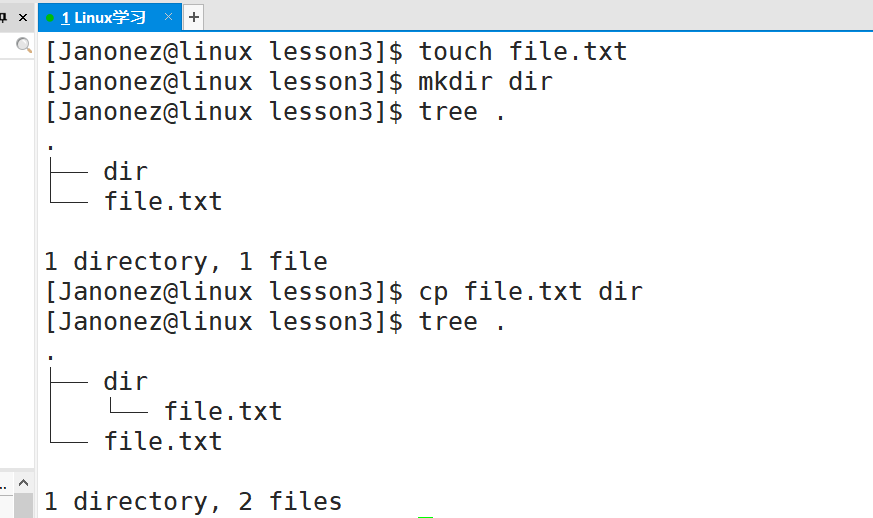 1 Linux学习
[Janonez@linux lesson3]$ touch file.txt
[Janonez@linux lesson3]$ mkdir dir
[Janonez@linux lesson3]$ tree .
.
├── dir
└── file.txt
1 directory, 1 file
[Janonez@linux lesson3]$ cp file.txt dir
[Janonez@linux lesson3]$ tree .
.
├── dir
│   └── file.txt
└── file.txt
1 directory, 2 files